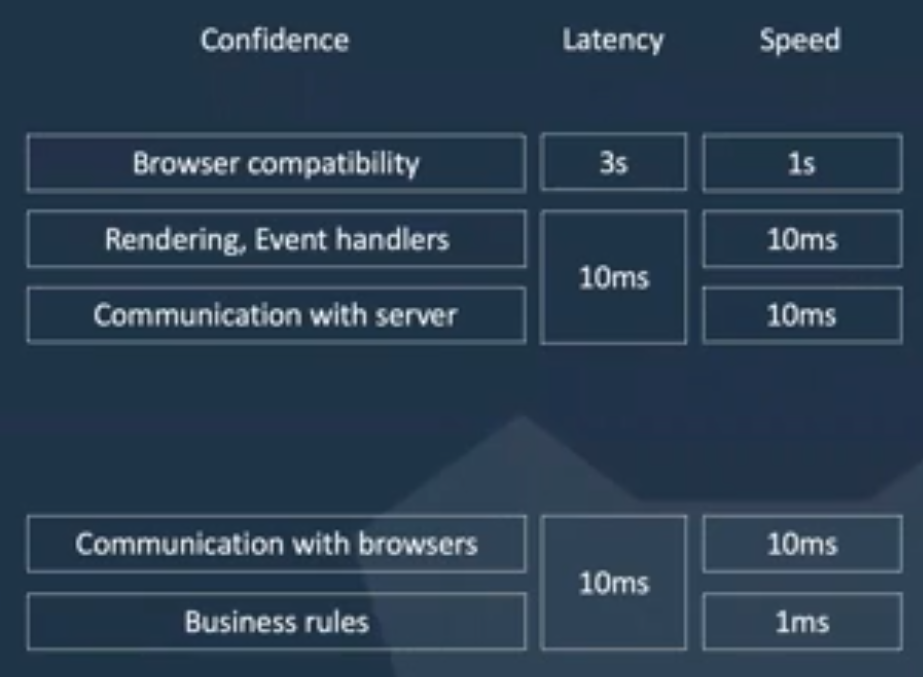 Confidence Latency Speed
Browser compatibility 3s 1s
Rendering, Event handlers 10ms
10ms
Communication with server 10ms
Communication with browsers 10ms
10ms
Business rules 1ms